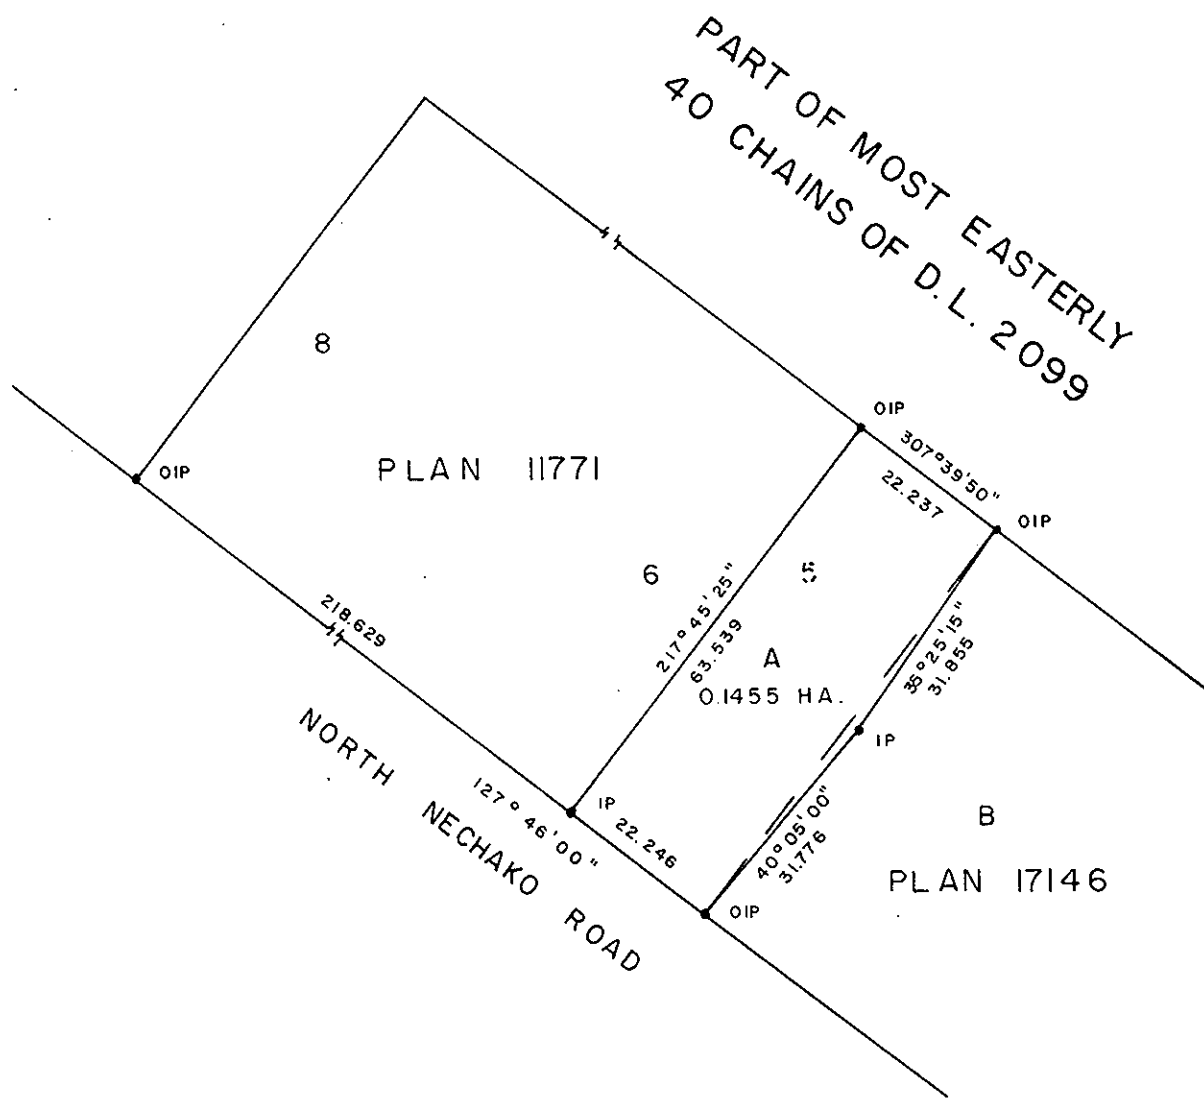 PART OF MOST EASTERLY
40 CHAINS OF D.L. 2099
8
OIP
307°39'50"
22.237
OIP
OIP
PLAN 11771
6
5
217°45'25"
63.539
A
0.1455 HA.
35°25'15"
31.855
218.629
IP
NORTH NECHAKO ROAD
127°46'00"
IP
22.246
40°05'00"
31.776
B
PLAN 17146
OIP